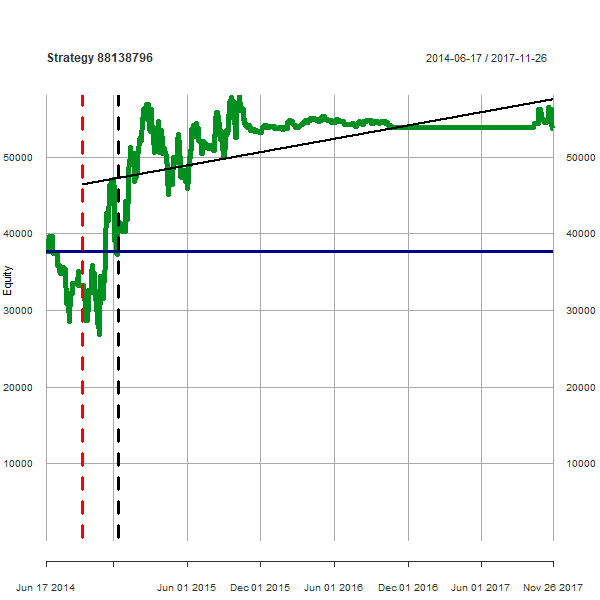 Strategy 88138796
2014-06-17 / 2017-11-26
50000
50000
40000
40000
Equity
30000
30000
20000
20000
10000
10000
Jun 17 2014
Jun 01 2015
Dec 01 2015
Jun 01 2016
Dec 01 2016
Jun 01 2017
Nov 26 2017